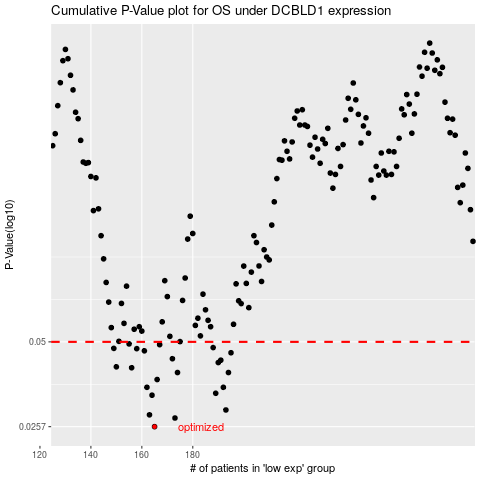 Cumulative P-Value plot for OS under DCBLD1 expression
P-Value(log10)
0.05
0.0257
optimized
120 140 160 180
# of patients in 'low exp' group